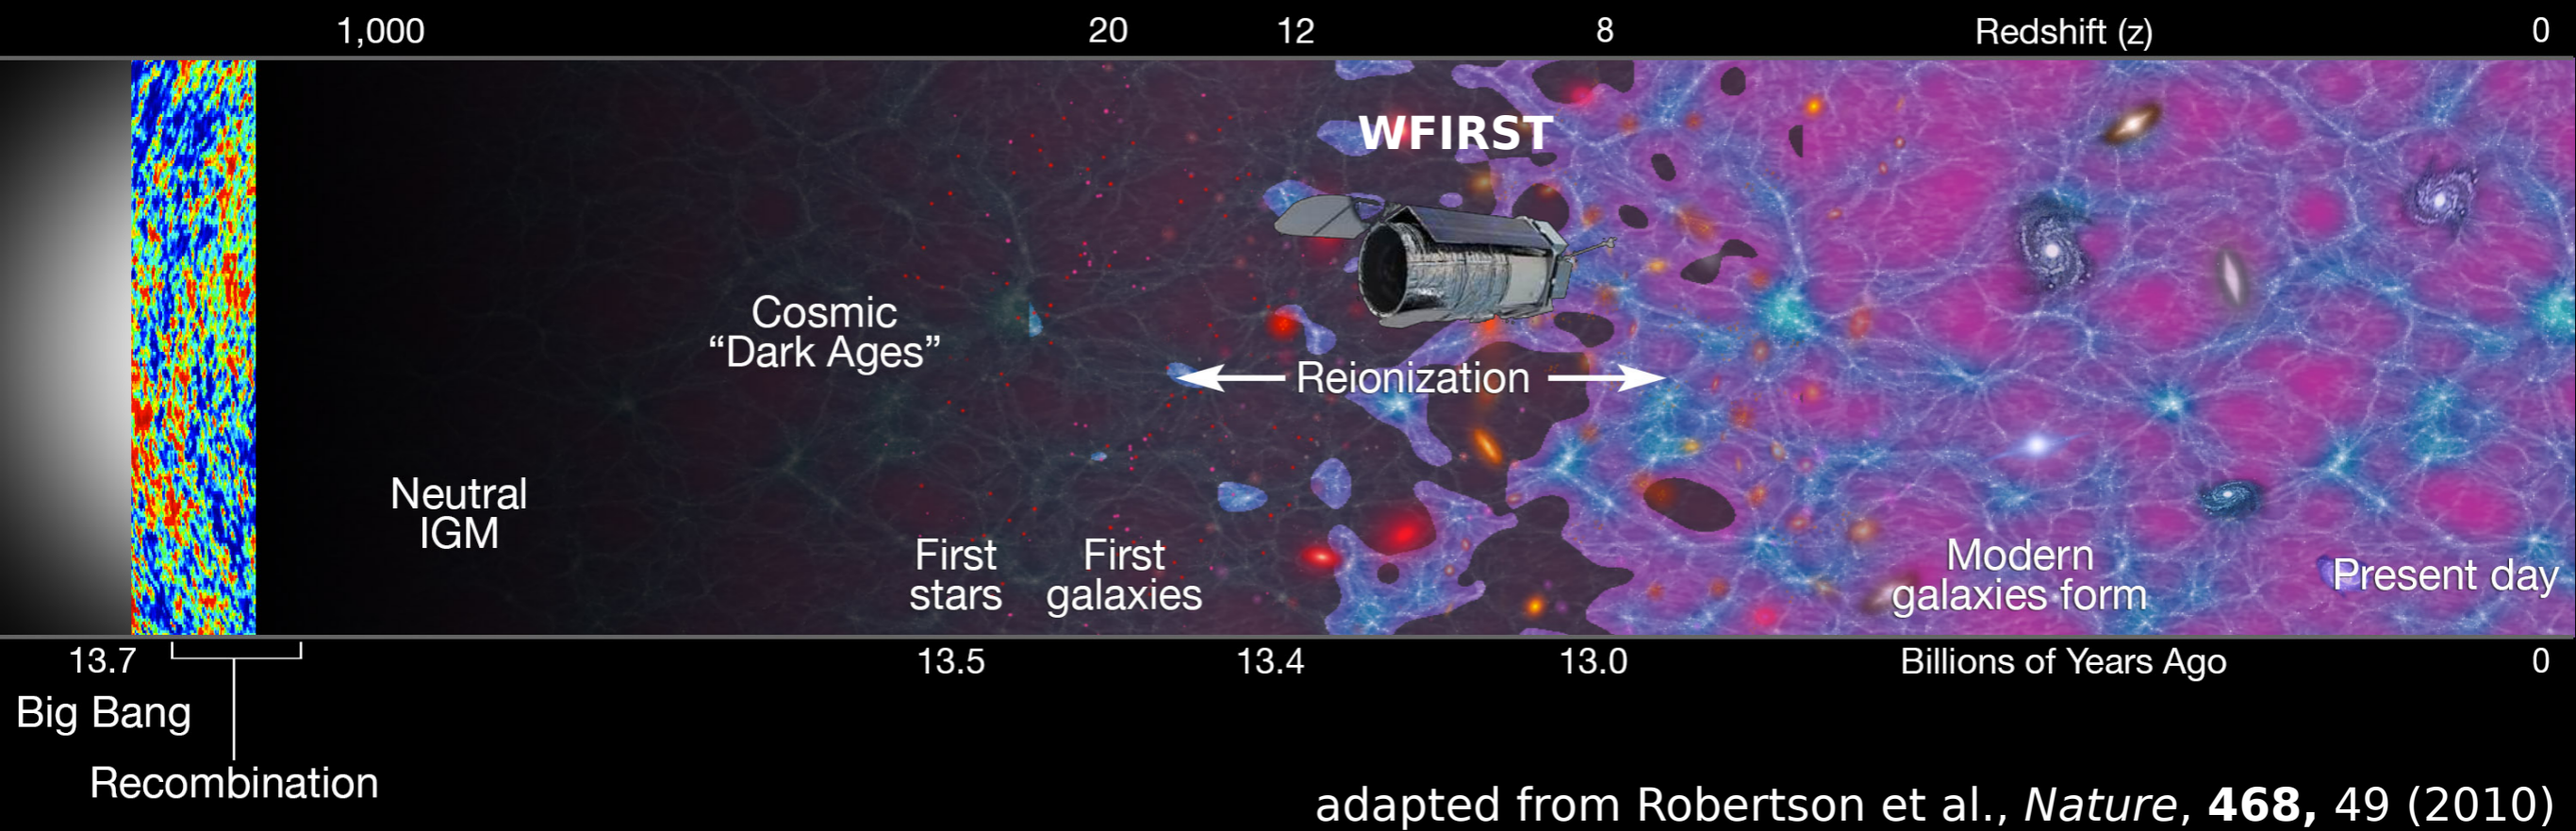 1,000 20 12 8 Redshift (z) 0
WFIRST
Cosmic
“Dark Ages”
Reionization
Neutral
IGM
First
stars
First
galaxies
Modern
galaxies form
Present day
13.7 13.5 13.4 13.0 Billions of Years Ago 0
Big Bang
Recombination
adapted from Robertson et al., Nature, 468, 49 (2010)